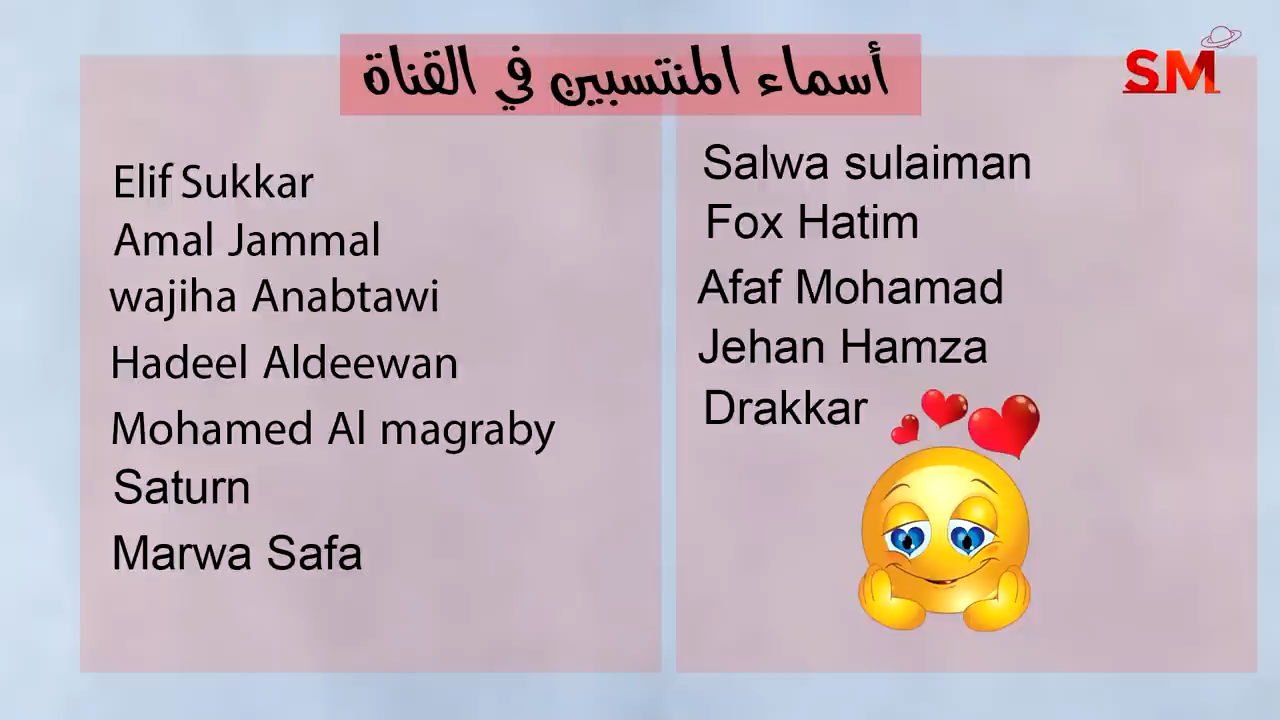 أسماء المنتسبين في القناة
SM
Elif Sukkar
Amal Jammal
wajiha Anabtawi
Hadeel Aldeewan
Mohamed Al magraby
Saturn
Marwa Safa
Salwa sulaiman
Fox Hatim
Afaf Mohamad
Jehan Hamza
Drakkar